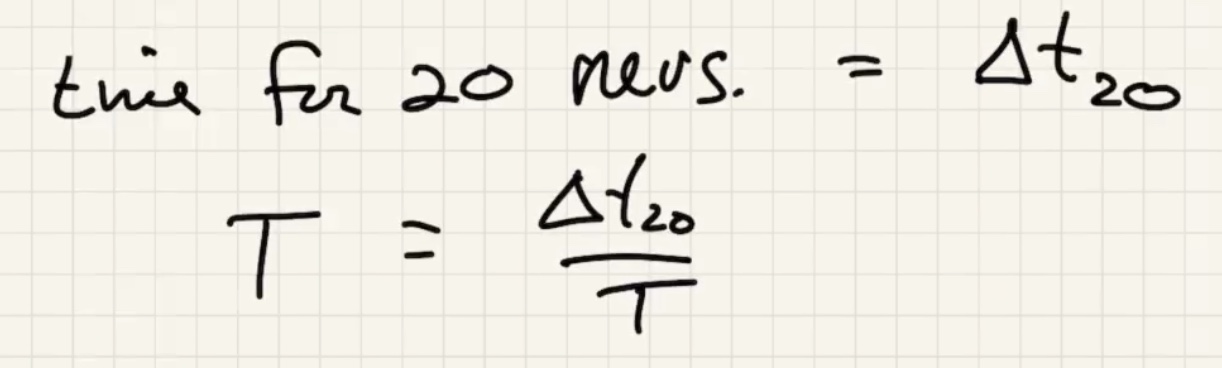 time for 20 revs. = Δt₂₀
T = Δt₂₀ / T